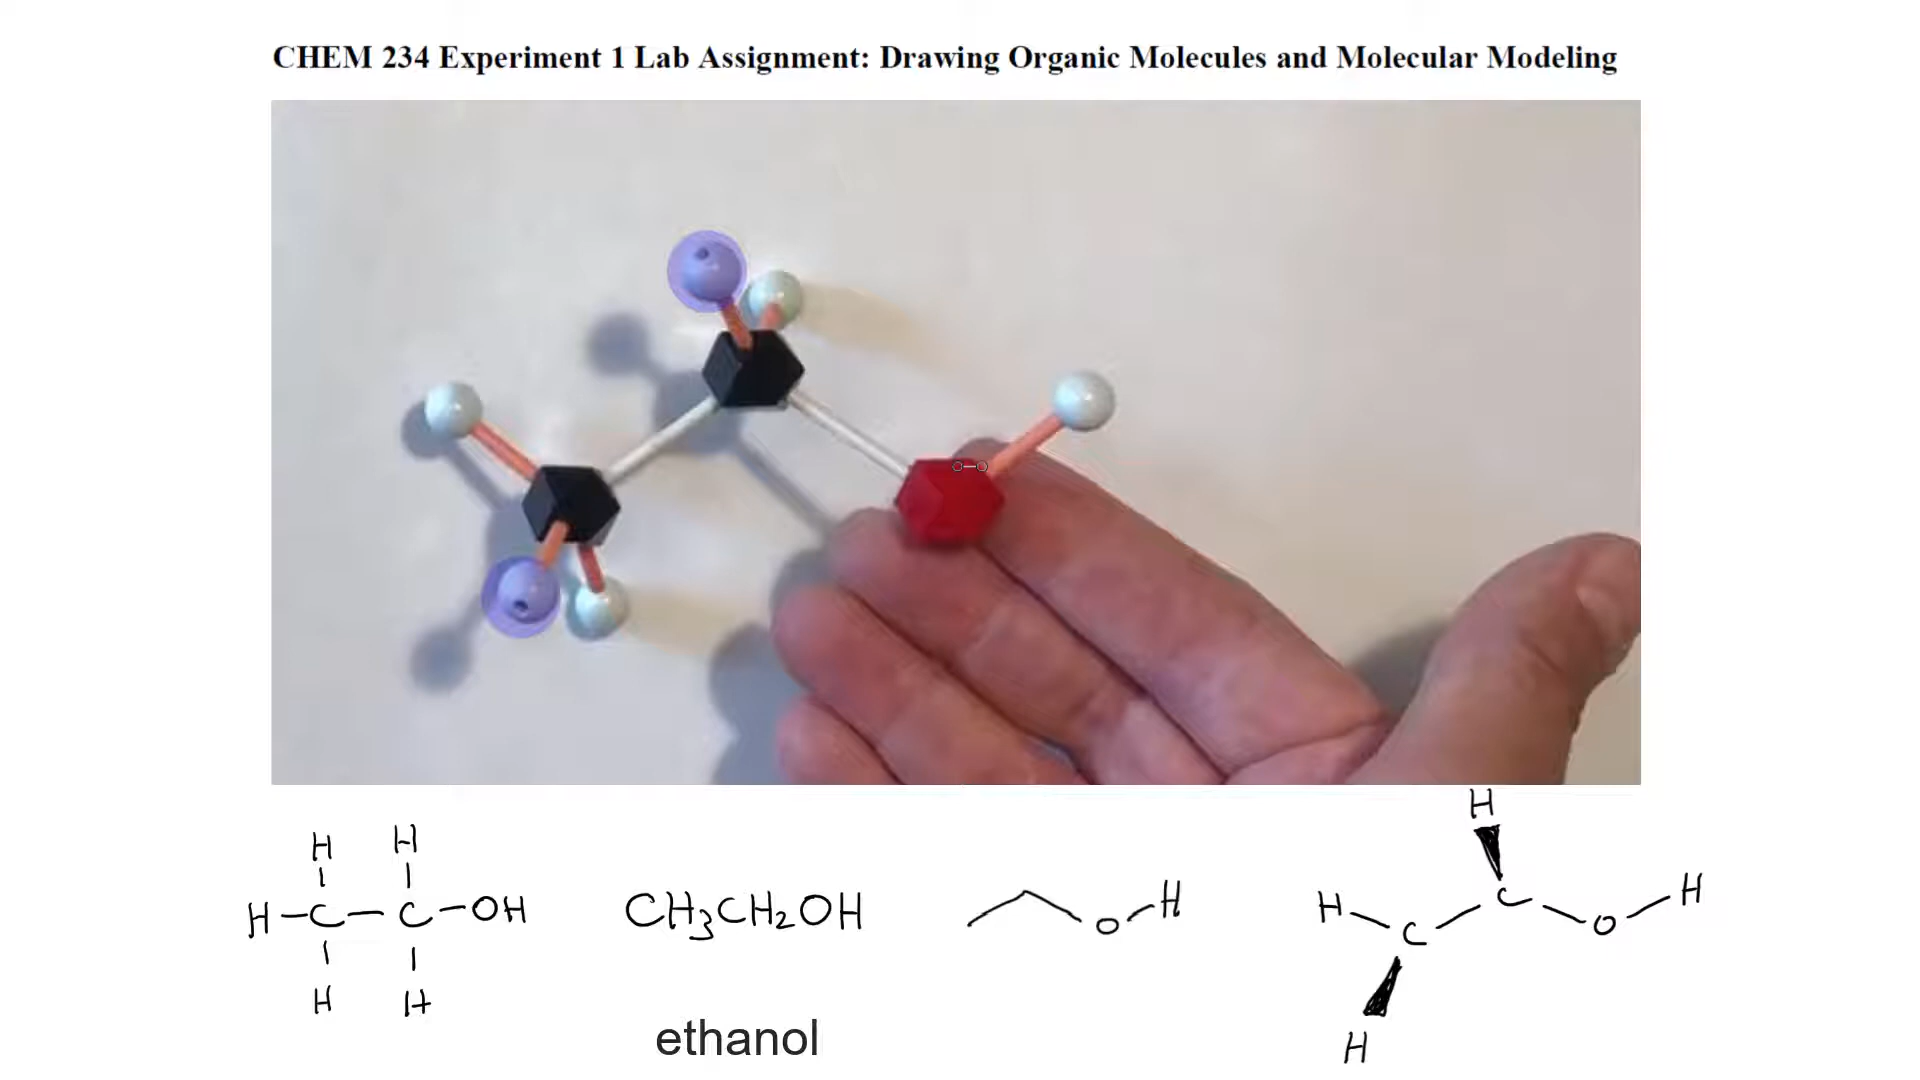 CHEM 234 Experiment 1 Lab Assignment: Drawing Organic Molecules and Molecular Modeling
H
H H H
H-C-C-OH CH₃CH₂OH O-H H C C O H
H H H
ethanol